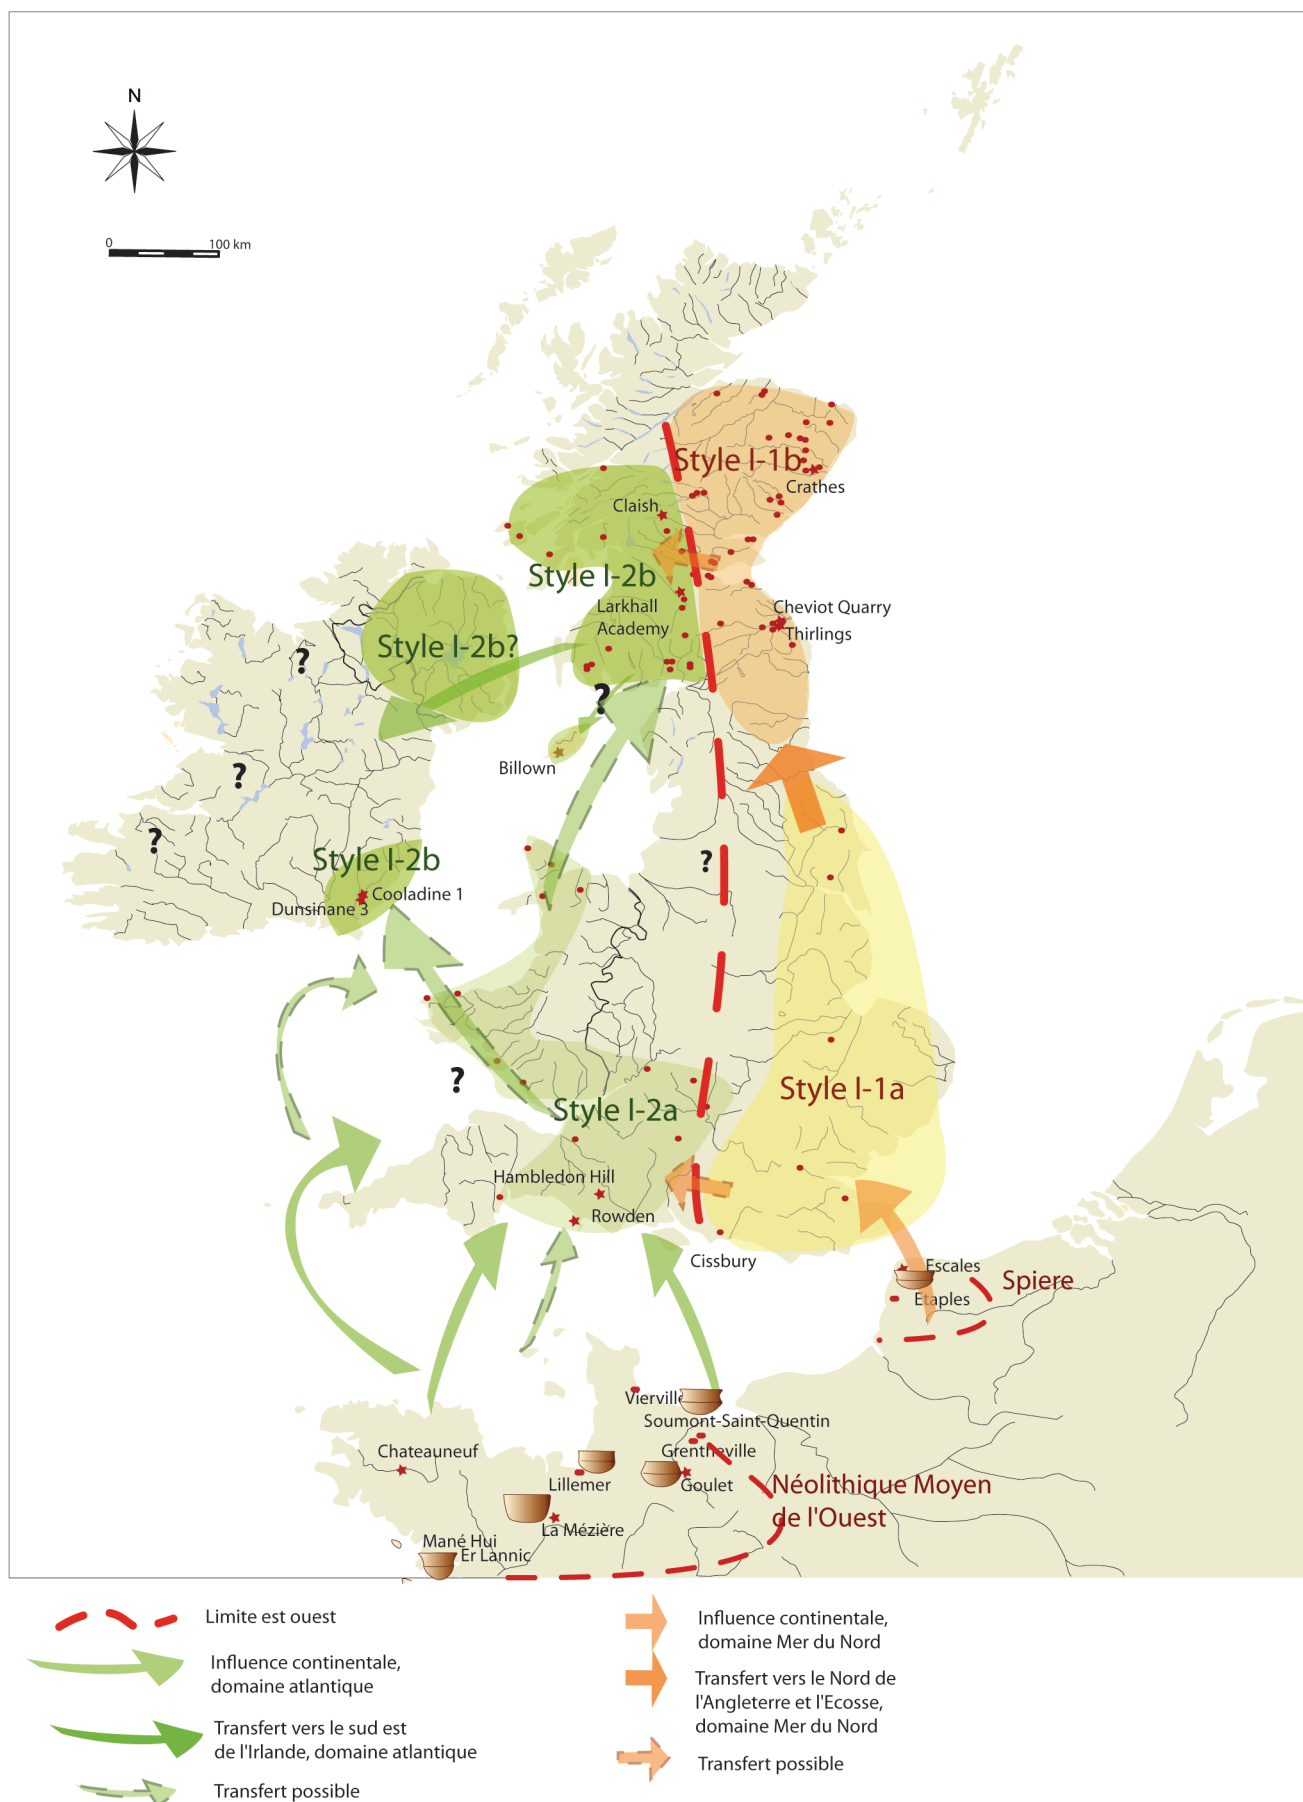 N
0
100 km
Style I-1b
Crathes
Claish
Style I-2b
Larkhall
Academy
Cheviot Quarry
Thirlings
Style I-2b?
?
?
Billown
?
?
?
Style I-2b
Cooladine 1
Dunsinane 3
?
Style I-1a
Style I-2a
Hambledon Hill
Rowden
Cissbury
Escales
Spiere
Etaples
Vierville
Soumont-Saint-Quentin
Chateauneuf
Grentheville
Lillemer
Goulet
Néolithique Moyen
de l'Ouest
La Mézière
Mané Hui
Er Lannic
Limite est ouest
Influence continentale,
domaine atlantique
Transfert vers le sud est
de l'Irlande, domaine atlantique
Transfert possible
Influence continentale,
domaine Mer du Nord
Transfert vers le Nord de
l'Angleterre et l'Ecosse,
domaine Mer du Nord
Transfert possible